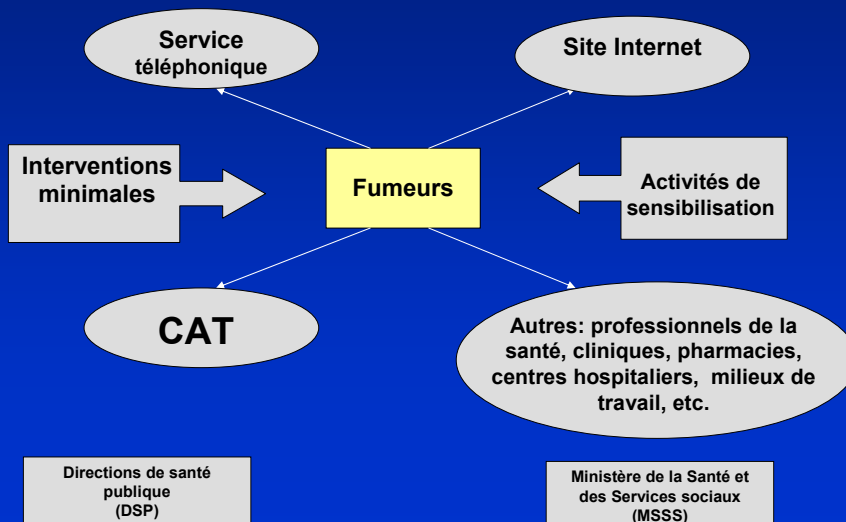 Service
téléphonique
Site Internet
Interventions
minimales
Fumeurs
Activités de
sensibilisation
CAT
Autres: professionnels de la
santé, cliniques, pharmacies,
centres hospitaliers, milieux de
travail, etc.
Directions de santé
publique
(DSP)
Ministère de la Santé et
des Services sociaux
(MSSS)